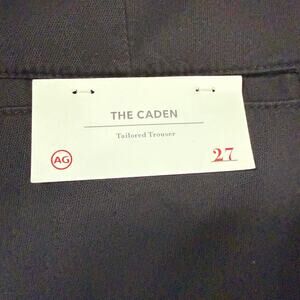 THE CADEN
Tailored Trouser
AG 27